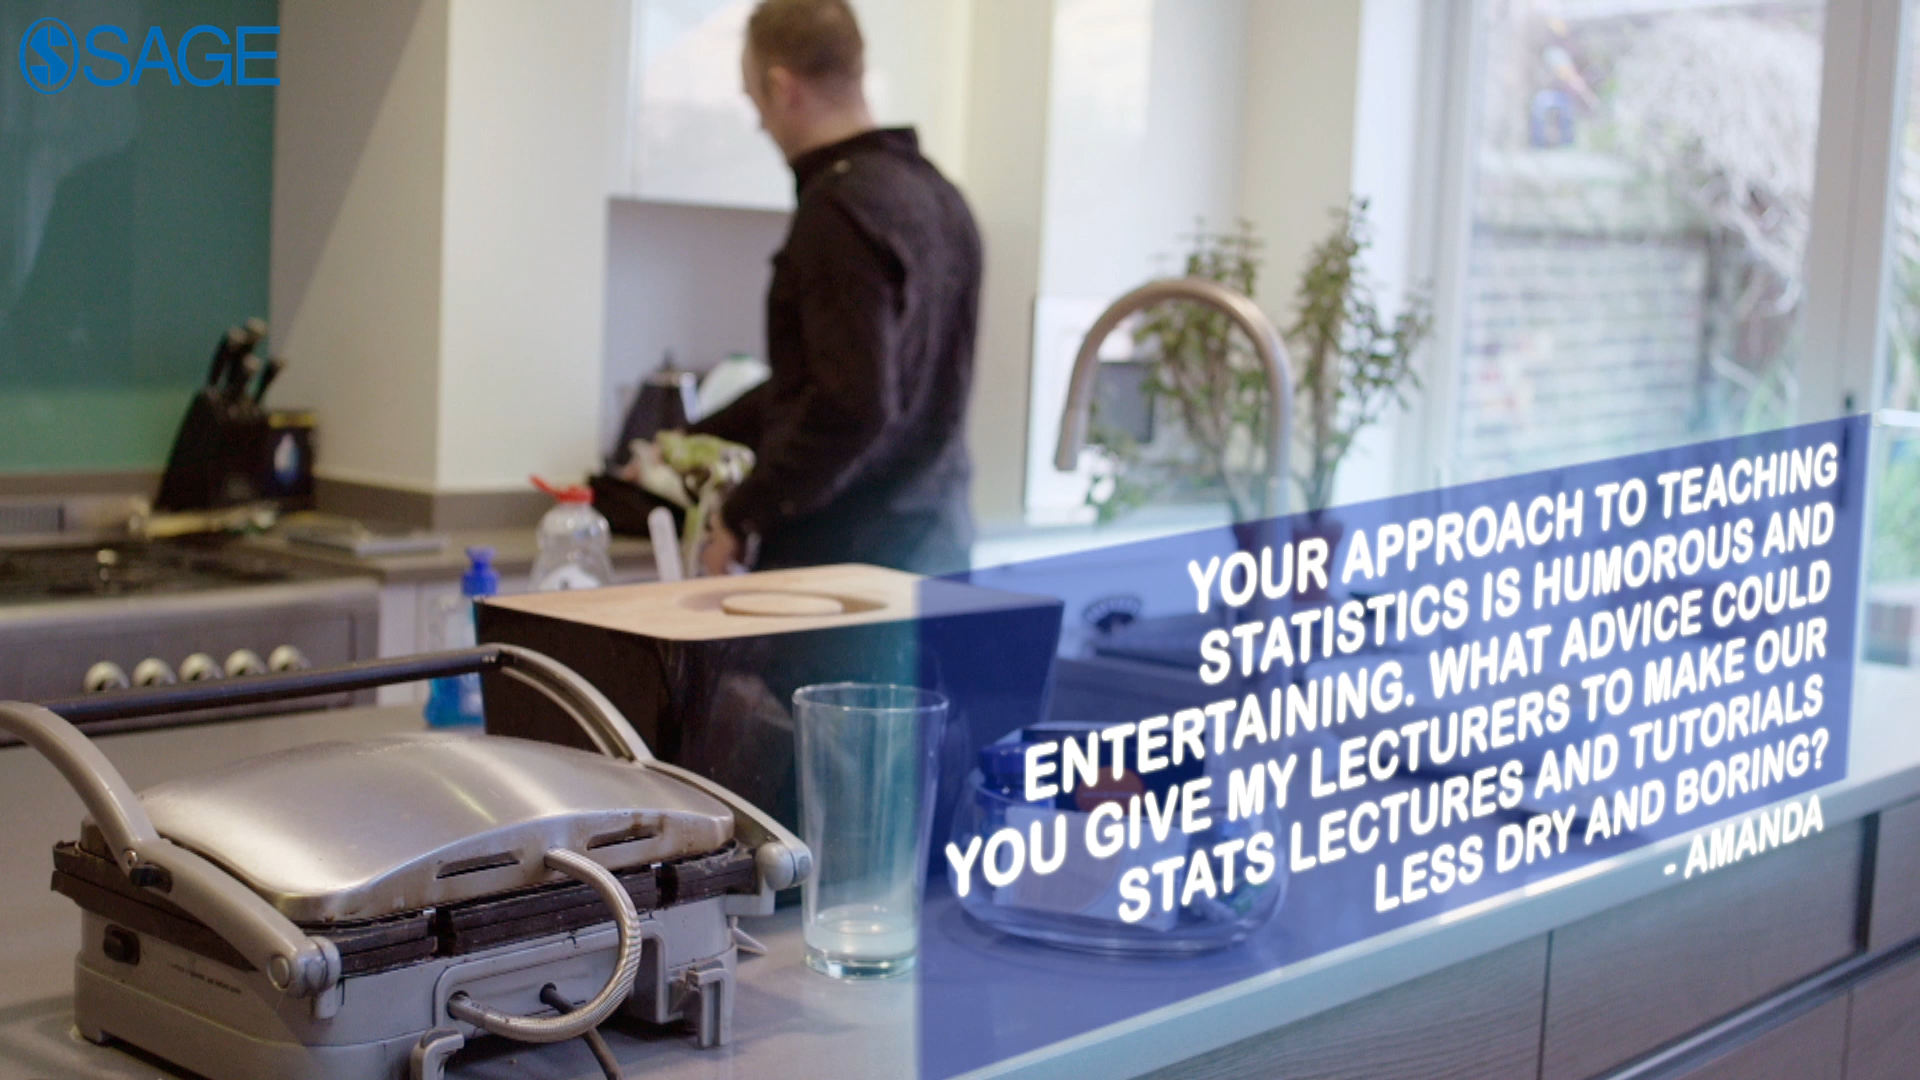 SAGE
YOUR APPROACH TO TEACHING
STATISTICS IS HUMOROUS AND
ENTERTAINING. WHAT ADVICE COULD
YOU GIVE MY LECTURERS TO MAKE OUR
STATS LECTURES AND TUTORIALS
LESS DRY AND BORING?
- AMANDA